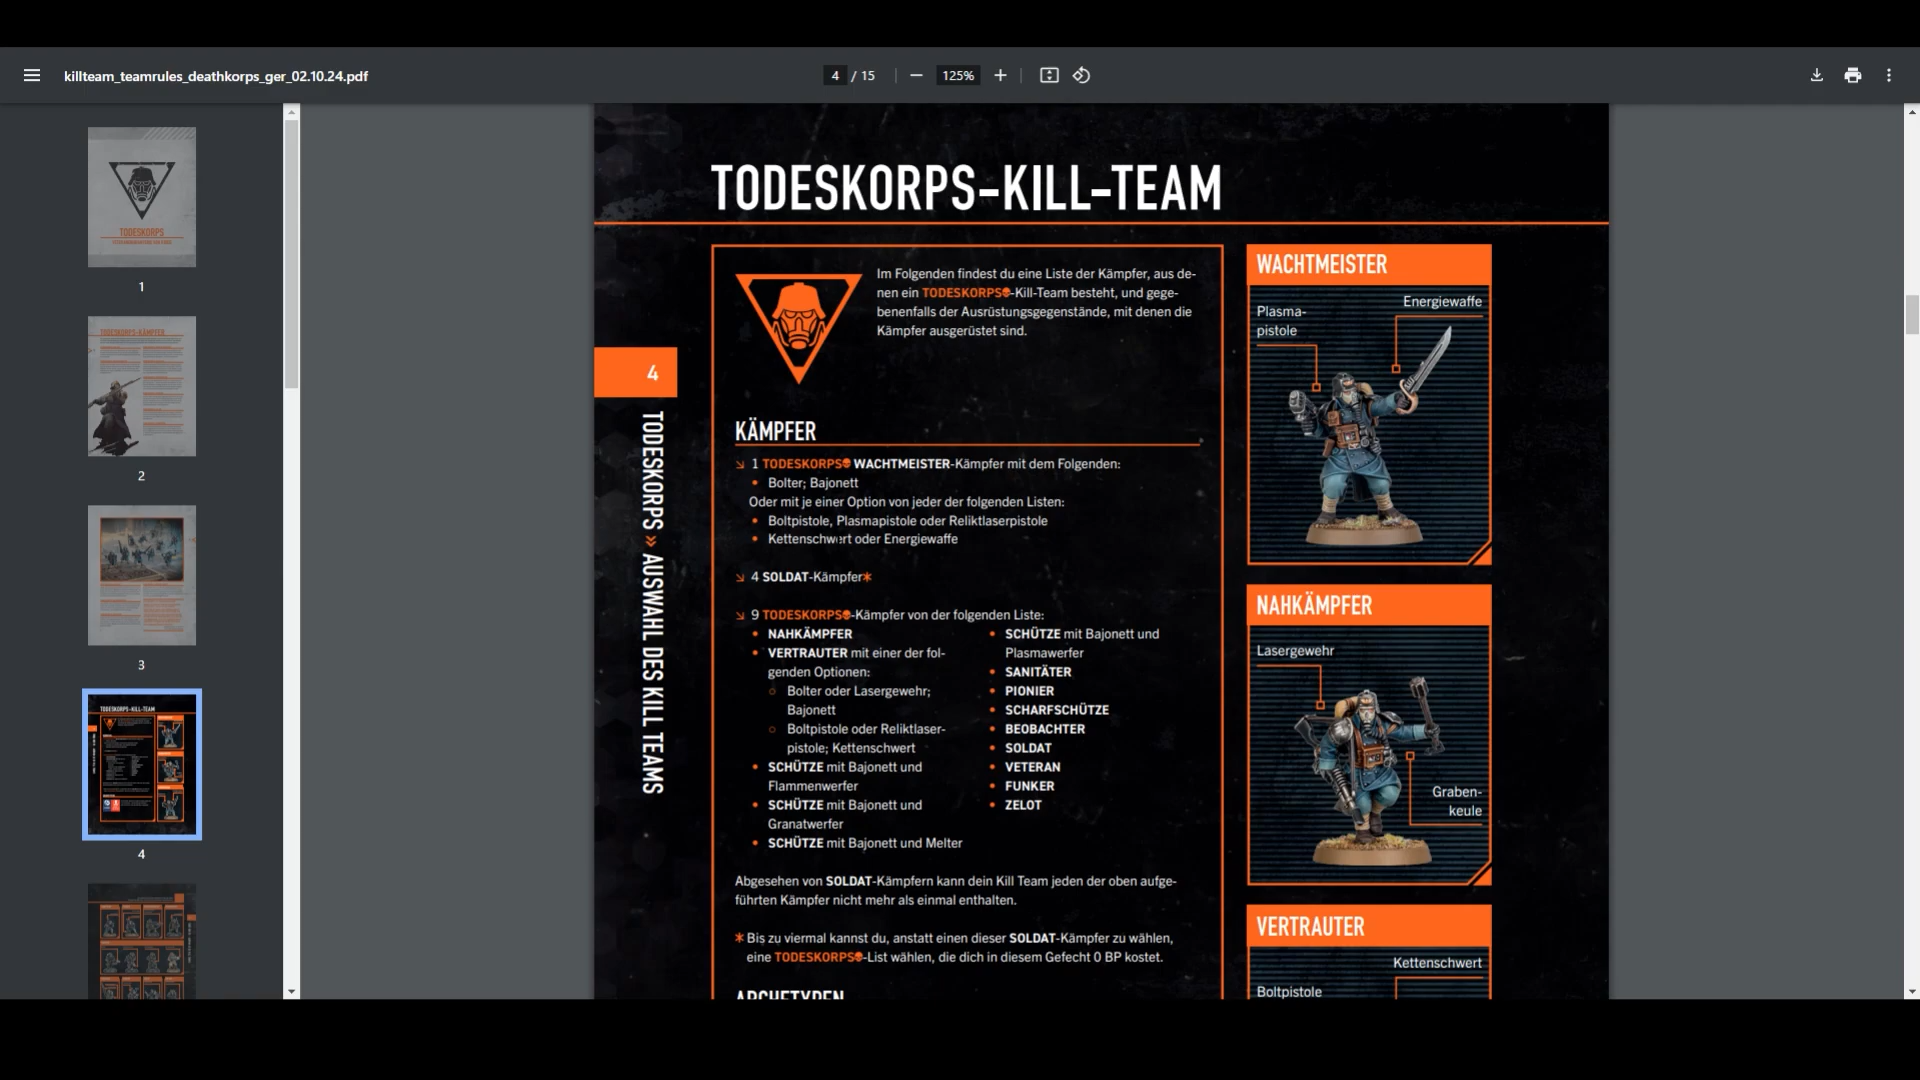 killteam_teamrules_deathkorps_ger_02.10.24.pdf
4 / 15
125%
1
2
3
4
TODESKORPS
TODESKORPS-KÄMPFER
TODESKORPS-KILL-TEAM
4
TODESKORPS » AUSWAHL DES KILL TEAMS
TODESKORPS-KILL-TEAM
Im Folgenden findest du eine Liste der Kämpfer, aus de-
nen ein TODESKORPS-Kill-Team besteht, und gege-
benenfalls der Ausrüstungsgegenstände, mit denen die
Kämpfer ausgerüstet sind.
KÄMPFER
1 TODESKORPS WACHTMEISTER-Kämpfer mit dem Folgenden:
• Bolter; Bajonett
Oder mit je einer Option von jeder der folgenden Listen:
• Boltpistole, Plasmapistole oder Reliktlaserpistole
• Kettenschwert oder Energiewaffe
4 SOLDAT-Kämpfer*
9 TODESKORPS-Kämpfer von der folgenden Liste:
• NAHKÄMPFER
• VERTRAUTER mit einer der fol-
genden Optionen:
○ Bolter oder Lasergewehr;
Bajonett
○ Boltpistole oder Reliktlaser-
pistole; Kettenschwert
• SCHÜTZE mit Bajonett und
Flammenwerfer
• SCHÜTZE mit Bajonett und
Granatwerfer
• SCHÜTZE mit Bajonett und Melter
• SCHÜTZE mit Bajonett und
Plasmawerfer
• SANITÄTER
• PIONIER
• SCHARFSCHÜTZE
• BEOBACHTER
• SOLDAT
• VETERAN
• FUNKER
• ZELOT
Abgesehen von SOLDAT-Kämpfern kann dein Kill Team jeden der oben aufge-
führten Kämpfer nicht mehr als einmal enthalten.
* Bis zu viermal kannst du, anstatt einen dieser SOLDAT-Kämpfer zu wählen,
eine TODESKORPS-List wählen, die dich in diesem Gefecht 0 BP kostet.
ARCHETYPEN
WACHTMEISTER
Plasma-
pistole
Energiewaffe
NAHKÄMPFER
Lasergewehr
Graben-
keule
VERTRAUTER
Kettenschwert
Boltpistole